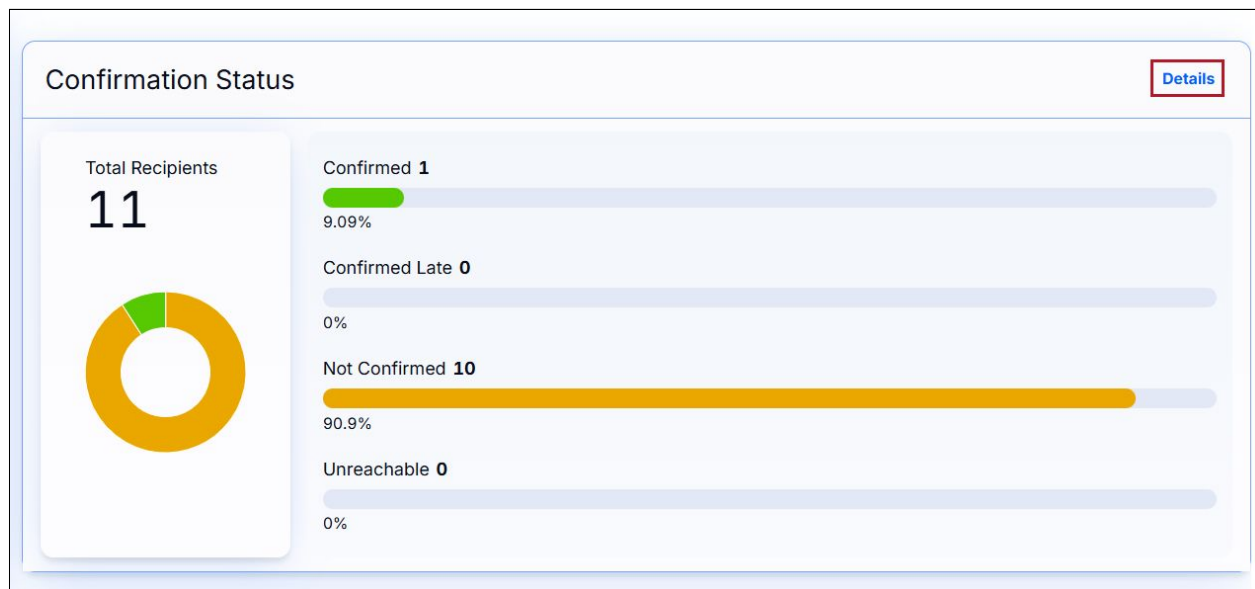 Confirmation Status
Details
Total Recipients
11
Confirmed 1
9.09%
Confirmed Late 0
0%
Not Confirmed 10
90.9%
Unreachable 0
0%